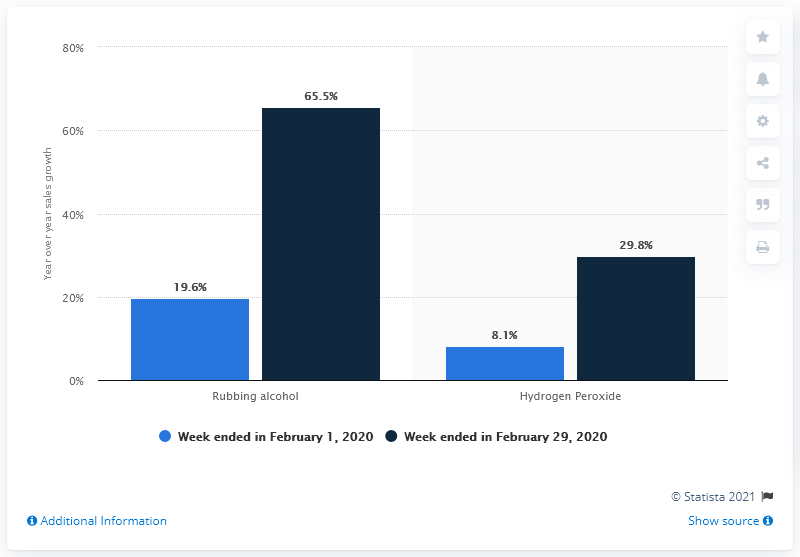 80%
60%
40%
20%
0%
Year over year sales growth
65.5%
19.6%
29.8%
8.1%
Rubbing alcohol
Hydrogen Peroxide
Week ended in February 1, 2020 Week ended in February 29, 2020
© Statista 2021
Additional Information
Show source